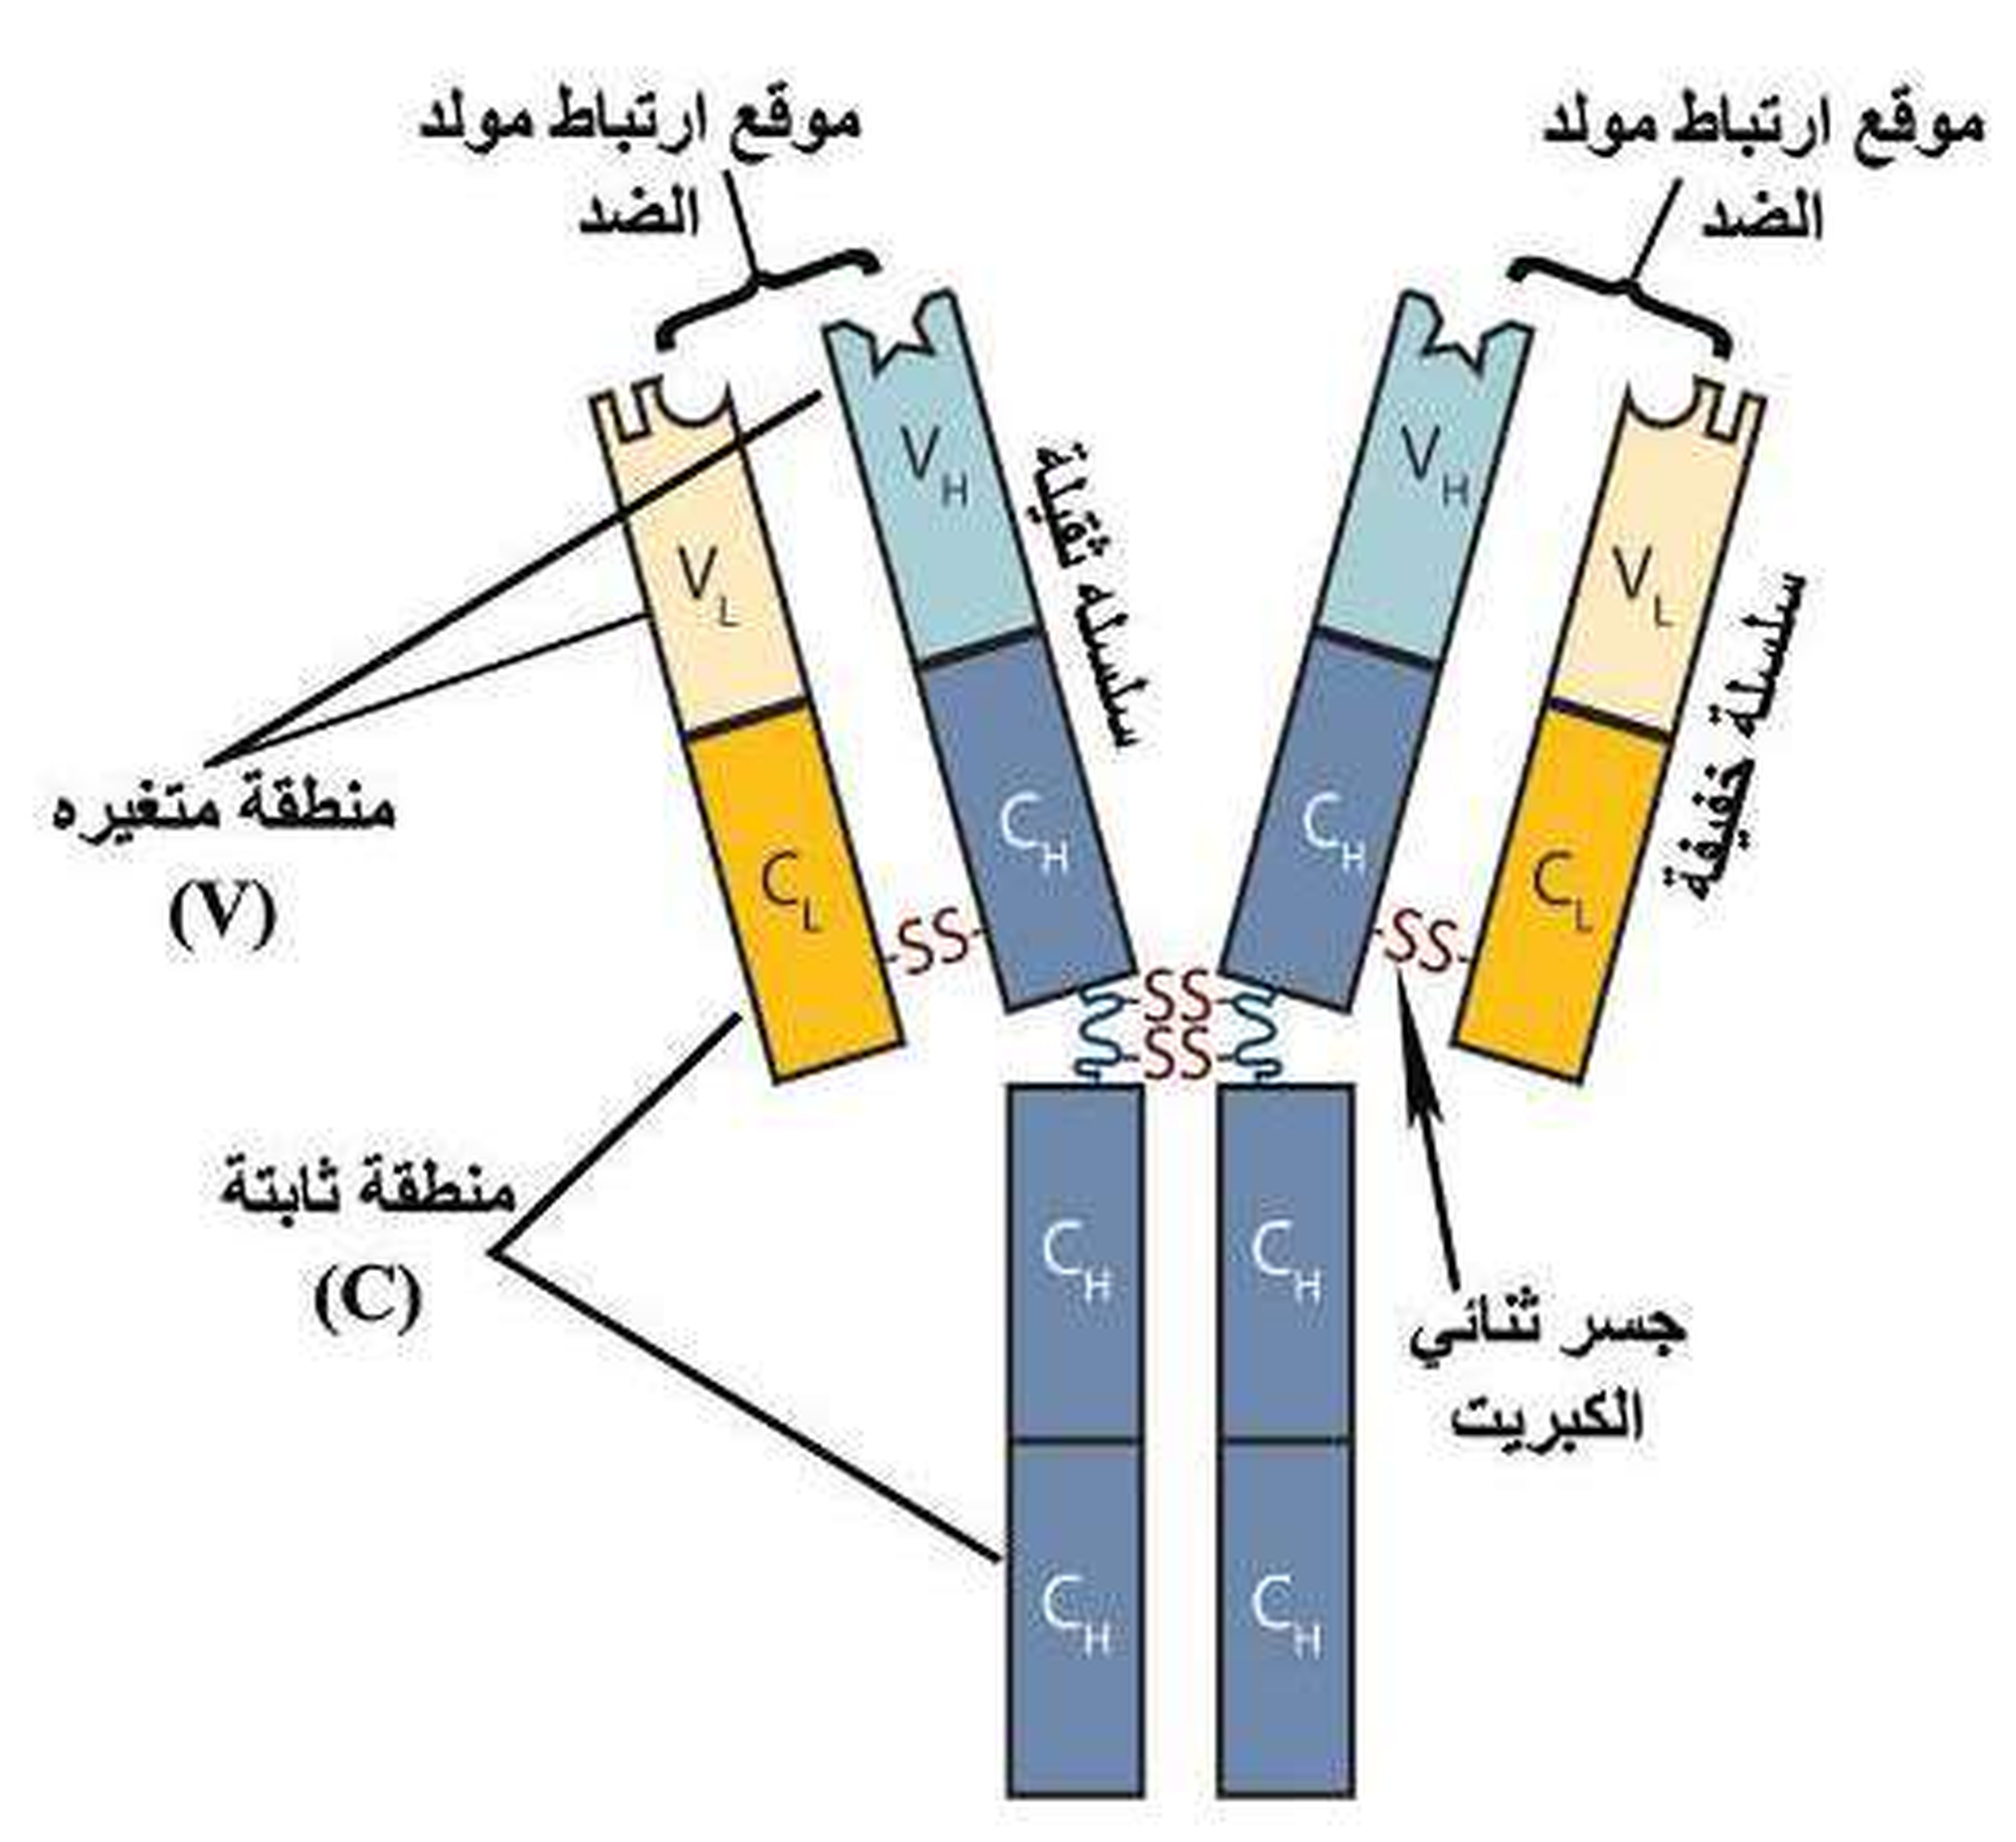 موقع ارتباط مولد
الضد
موقع ارتباط مولد
الضد
V_H
V_H
سلسله ثقيلة
V_L
V_L
سلسلة خفيفة
منطقة متغيره
(V)
C_H
C_H
C_L
C_L
SS
SS
SS
SS
منطقة ثابتة
(C)
C_H
C_H
جسر ثنائي
الكبريت
C_H
C_H